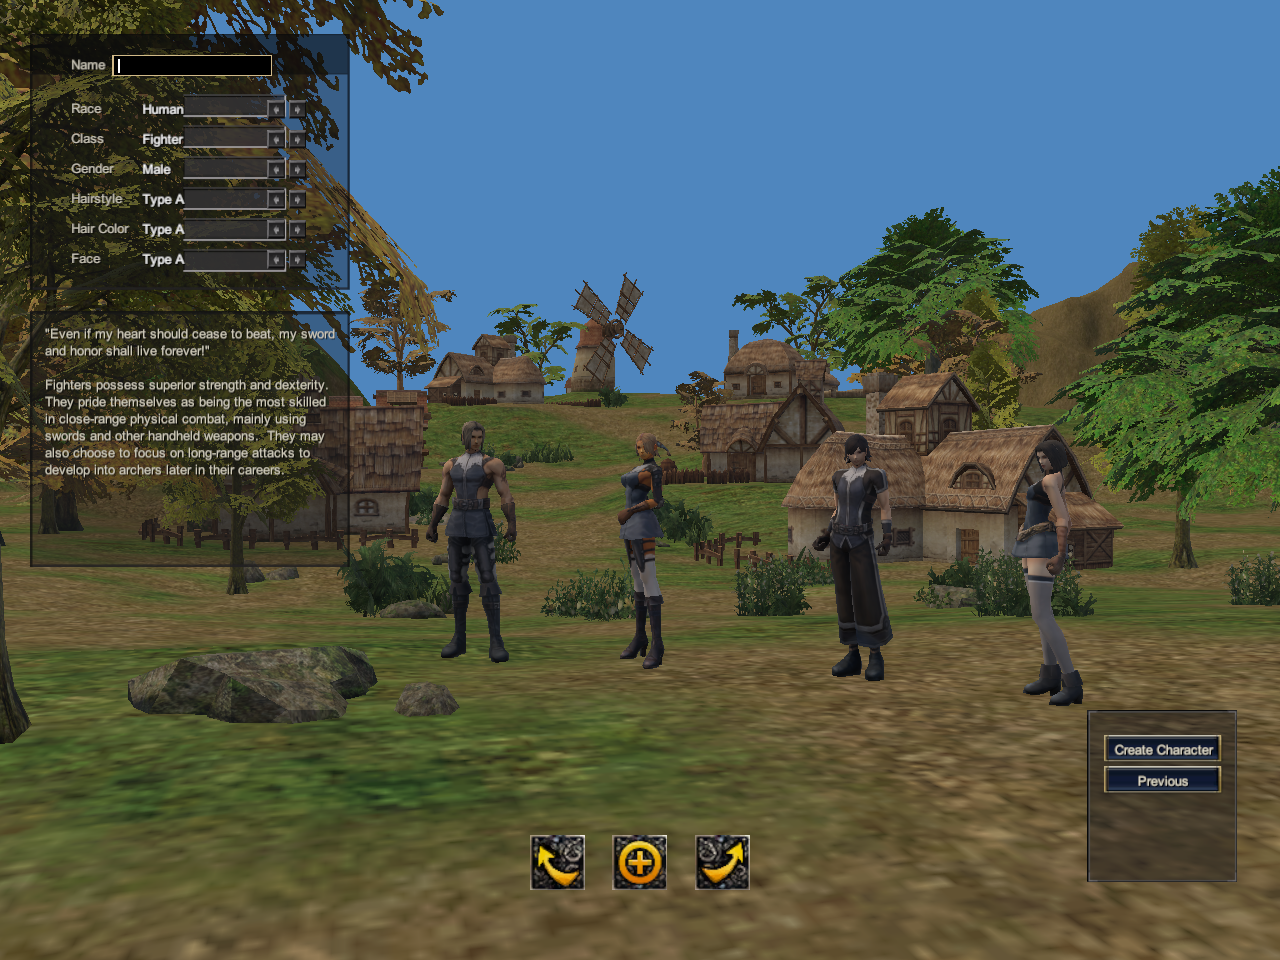 Name
Race Human
Class Fighter
Gender Male
Hairstyle Type A
Hair Color Type A
Face Type A
"Even if my heart should cease to beat, my sword
and honor shall live forever!"
Fighters possess superior strength and dexterity.
They pride themselves as being the most skilled
in close-range physical combat, mainly using
swords and other handheld weapons. They may
also choose to focus on long-range attacks to
develop into archers later in their careers.
Create Character
Previous